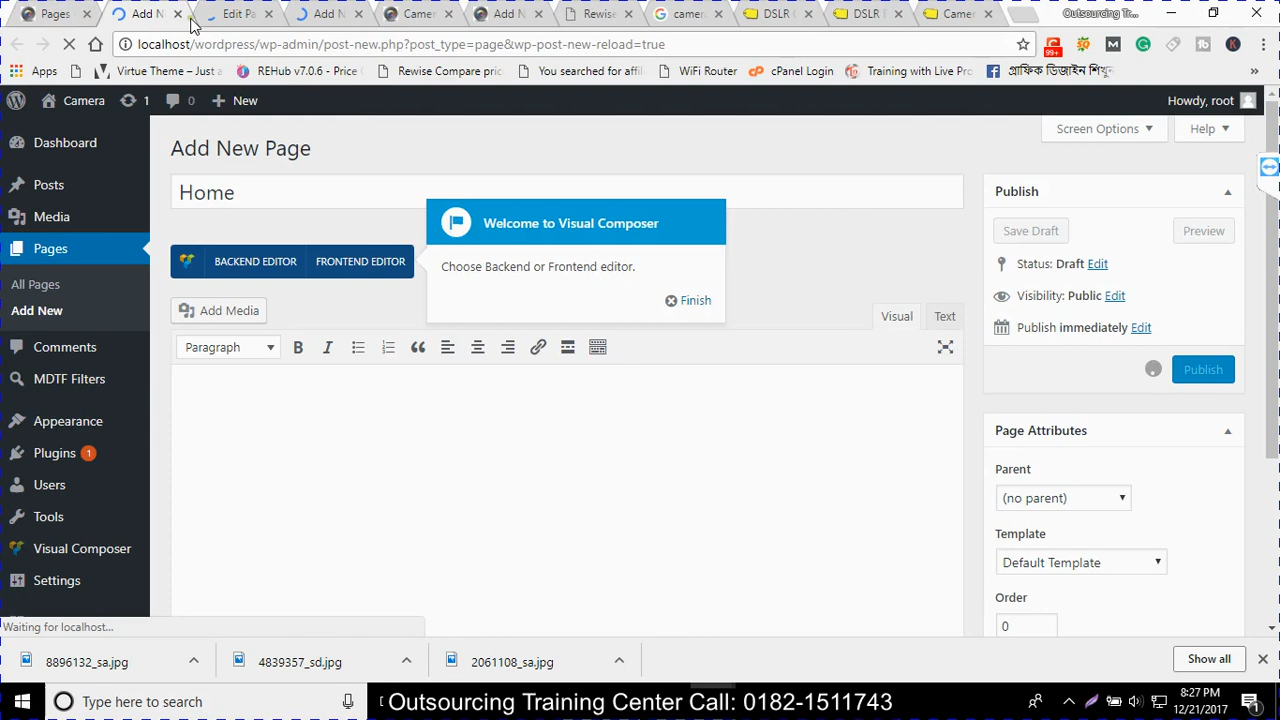 Pages
Add N
Edit Pa
Add N
Camer
Add N
Rewise
camer
DSLR (
DSLR E
Camer
Outsourcing Tr...
localhost/wordpress/wp-admin/post-new.php?post_type=page&wp-post-new-reload=true
99+
M
tb
K
Apps
Virtue Theme – Just a
REHub v7.0.6 - Hybri
Rewise Compare pric
You searched for affil
WiFi Router
cPanel Login
Training with Live Pro
গ্রাফিক ডিজাইন শিখুন
»
Camera
1
0
New
Howdy, root
Dashboard
Posts
Media
Pages
All Pages
Add New
Comments
MDTF Filters
Appearance
Plugins 1
Users
Tools
Visual Composer
Settings
Screen Options
Help
Add New Page
Home
BACKEND EDITOR
FRONTEND EDITOR
Welcome to Visual Composer
Choose Backend or Frontend editor.
Finish
Add Media
Visual
Text
Paragraph
B
I
Publish
Save Draft
Preview
Status: Draft Edit
Visibility: Public Edit
Publish immediately Edit
Publish
Page Attributes
Parent
(no parent)
Template
Default Template
Order
0
Waiting for localhost...
8896132_sa.jpg
4839357_sd.jpg
2061108_sa.jpg
Show all
Type here to search
Outsourcing Training Center Call: 0182-1511743
8:27 PM
12/21/2017